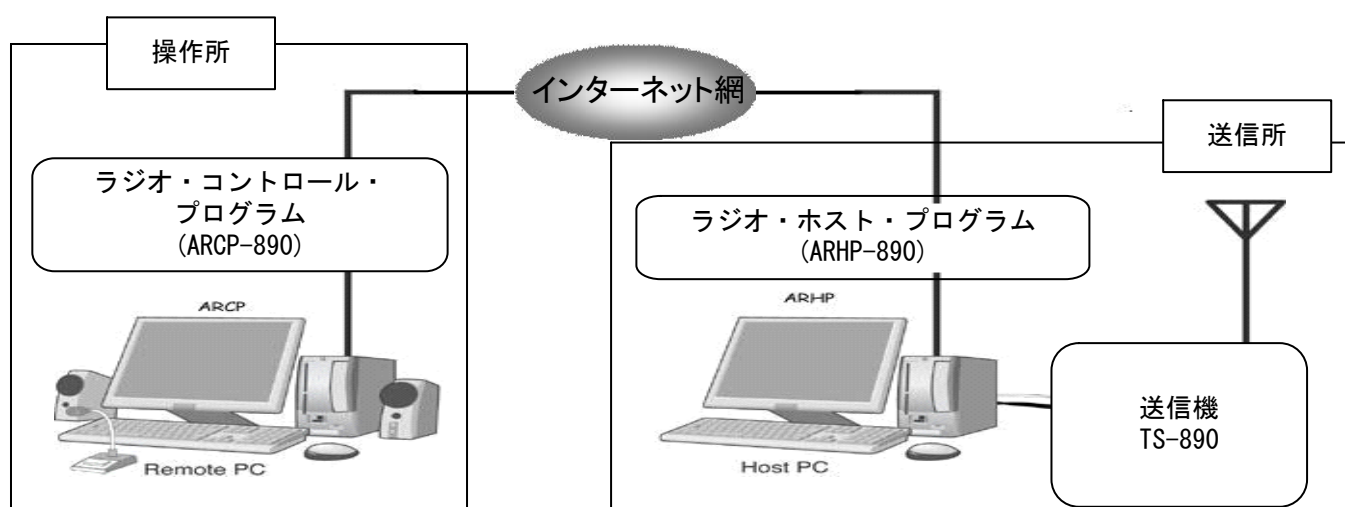 操作所
インターネット網
送信所
ラジオ・コントロール・
プログラム
(ARCP-890)
ラジオ・ホスト・プログラム
(ARHP-890)
ARCP
ARHP
送信機
TS-890
Remote PC
Host PC